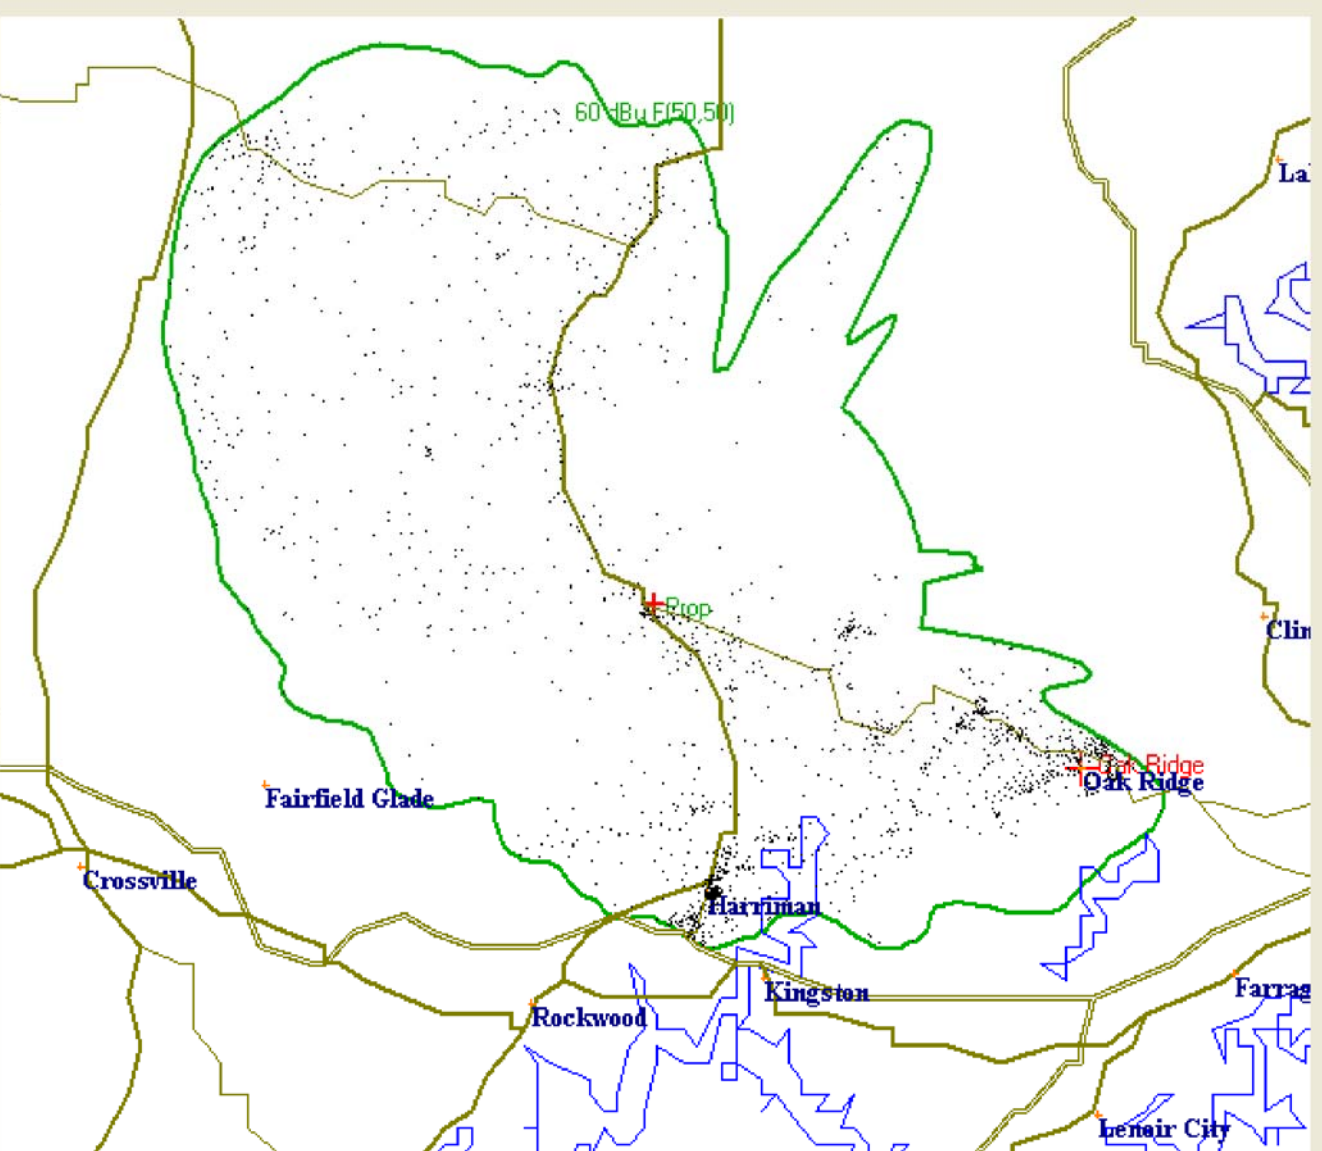 60 dBu F(50,50)
La
Prop
Clin
Oak Ridge
Oak Ridge
Fairfield Glade
Crossville
Harriman
Kingston
Farrag
Rockwood
Lenoir City